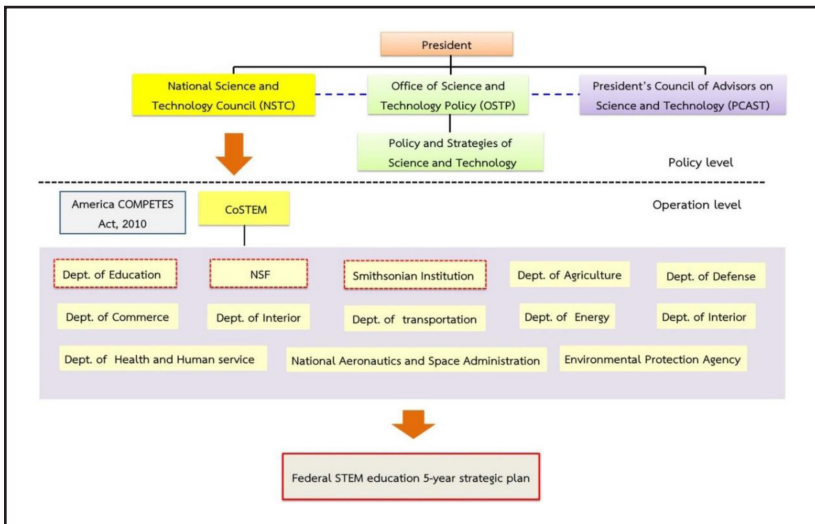 President
National Science and
Technology Council (NSTC)
Office of Science and
Technology Policy (OSTP)
President's Council of Advisors on
Science and Technology (PCAST)
Policy and Strategies of
Science and Technology
Policy level
Operation level
America COMPETES
Act, 2010
CoSTEM
Dept. of Education
NSF
Smithsonian Institution
Dept. of Agriculture
Dept. of Defense
Dept. of Commerce
Dept. of Interior
Dept. of transportation
Dept. of Energy
Dept. of Interior
Dept. of Health and Human service
National Aeronautics and Space Administration
Environmental Protection Agency
Federal STEM education 5-year strategic plan